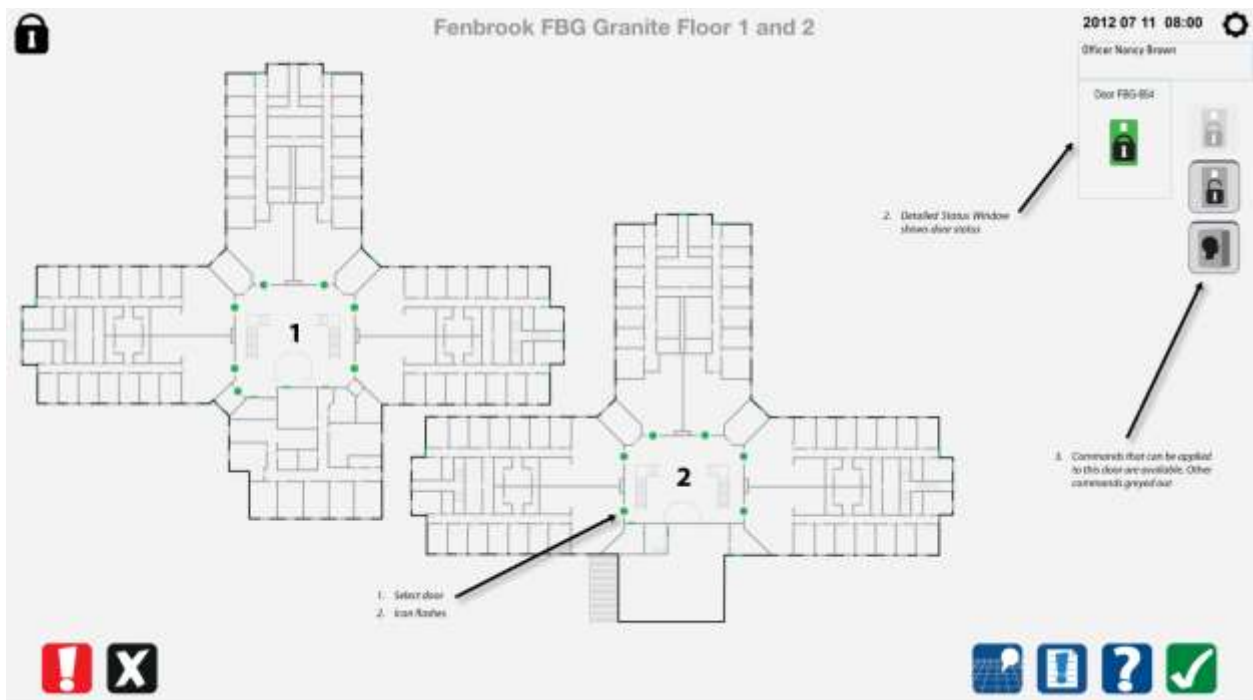 Fenbrook FBG Granite Floor 1 and 2
2012 07 11 08:00
Officer Nancy Brown
Door FBG-854
2. Detailed Status Window
shows door status
1
2
3. Commands that can be applied
to this door are available. Other
commands greyed out
1. Select door
2. Icon flashes